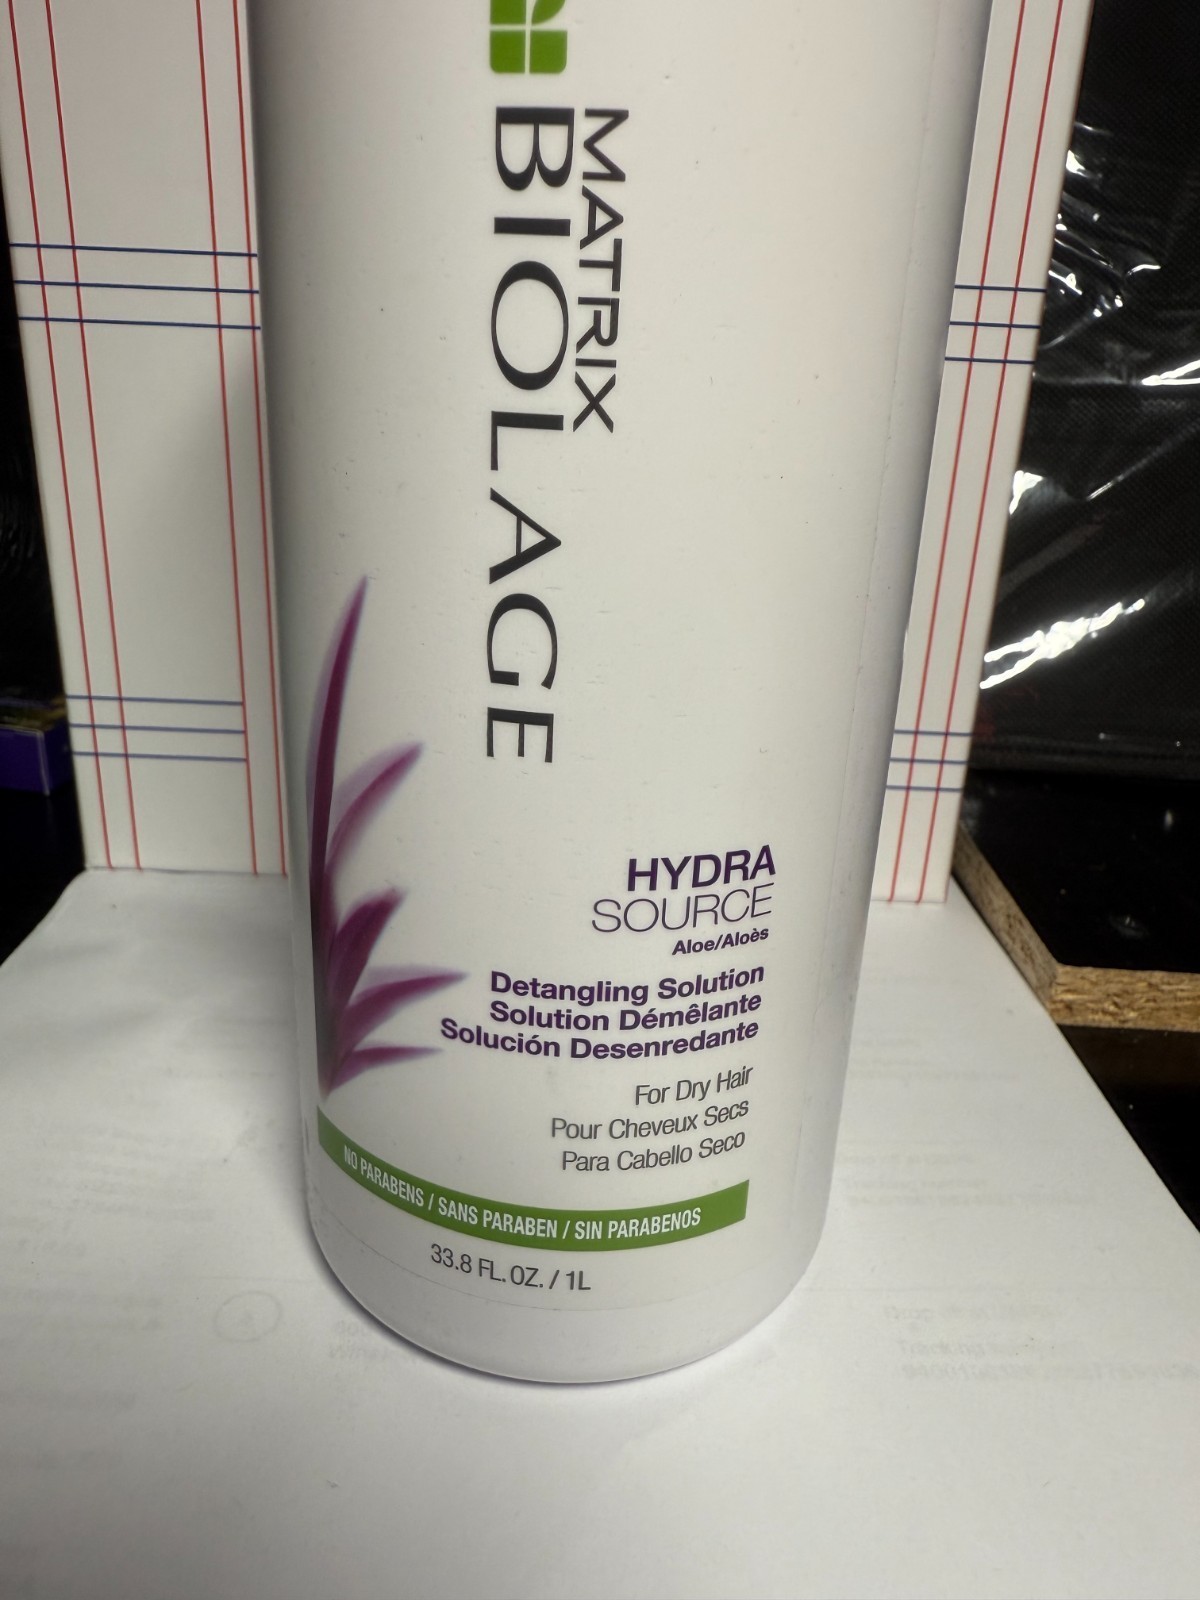 MATRIX
BIOLAGE
HYDRA
SOURCE
Aloe/Aloès
Detangling Solution
Solution Démêlante
Solución Desenredante
For Dry Hair
Pour Cheveux Secs
Para Cabello Seco
NO PARABENS / SANS PARABEN / SIN PARABENOS
33.8 FL. OZ. / 1L